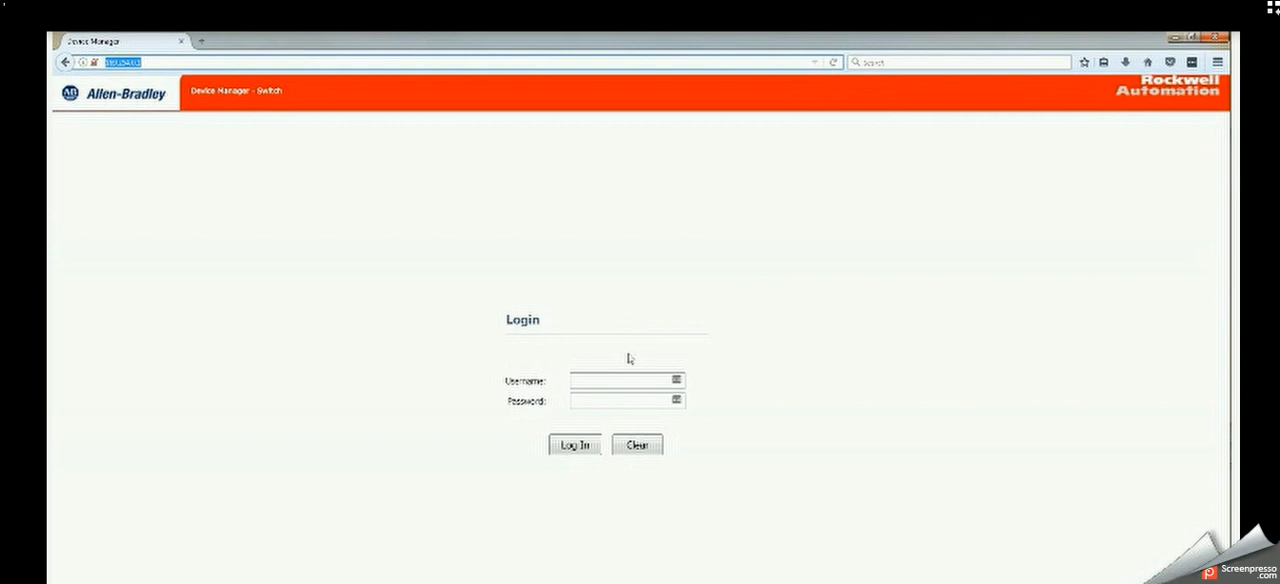 Device Manager
Search
Allen-Bradley
Device Manager - Switch
Rockwell
Automation
Login
Username:
Password:
Log In
Clear
Screenpresso
.com